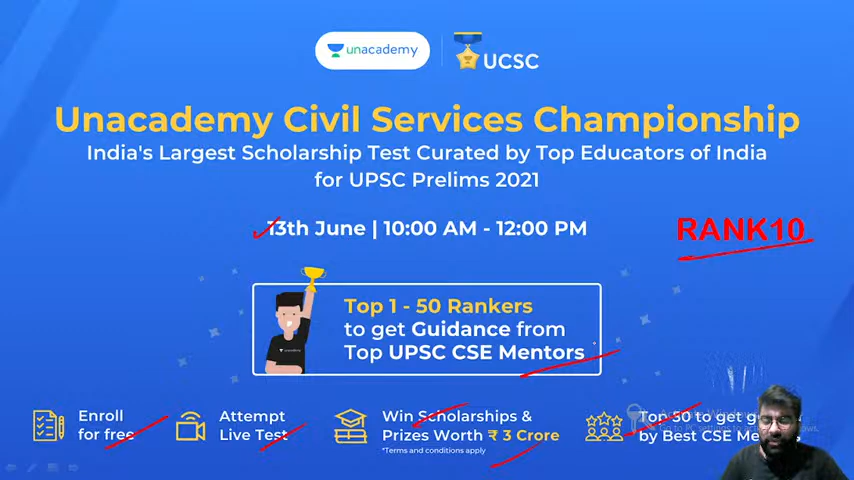 unacademy
UCSC
Unacademy Civil Services Championship
India's Largest Scholarship Test Curated by Top Educators of India
for UPSC Prelims 2021
13th June | 10:00 AM - 12:00 PM
RANK10
Top 1 - 50 Rankers
to get Guidance from
Top UPSC CSE Mentors
Enroll
for free
Attempt
Live Test
Win Scholarships &
Prizes Worth ₹ 3 Crore
*Terms and conditions apply
Top 50 to get
by Best CSE